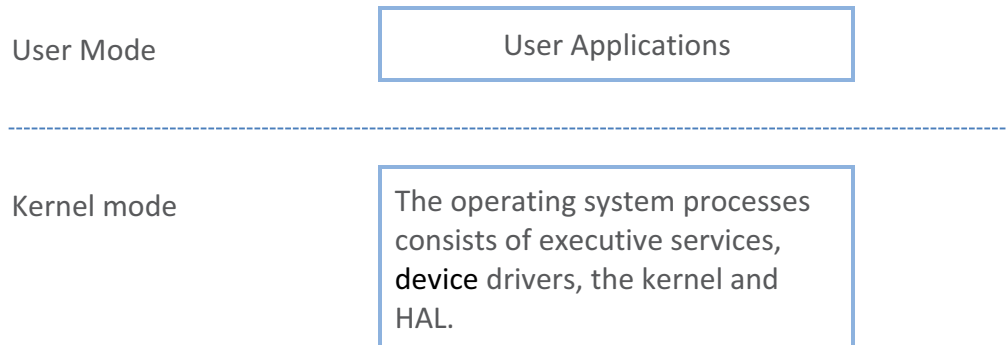 User Mode
User Applications
Kernel mode
The operating system processes
consists of executive services,
device drivers, the kernel and
HAL.